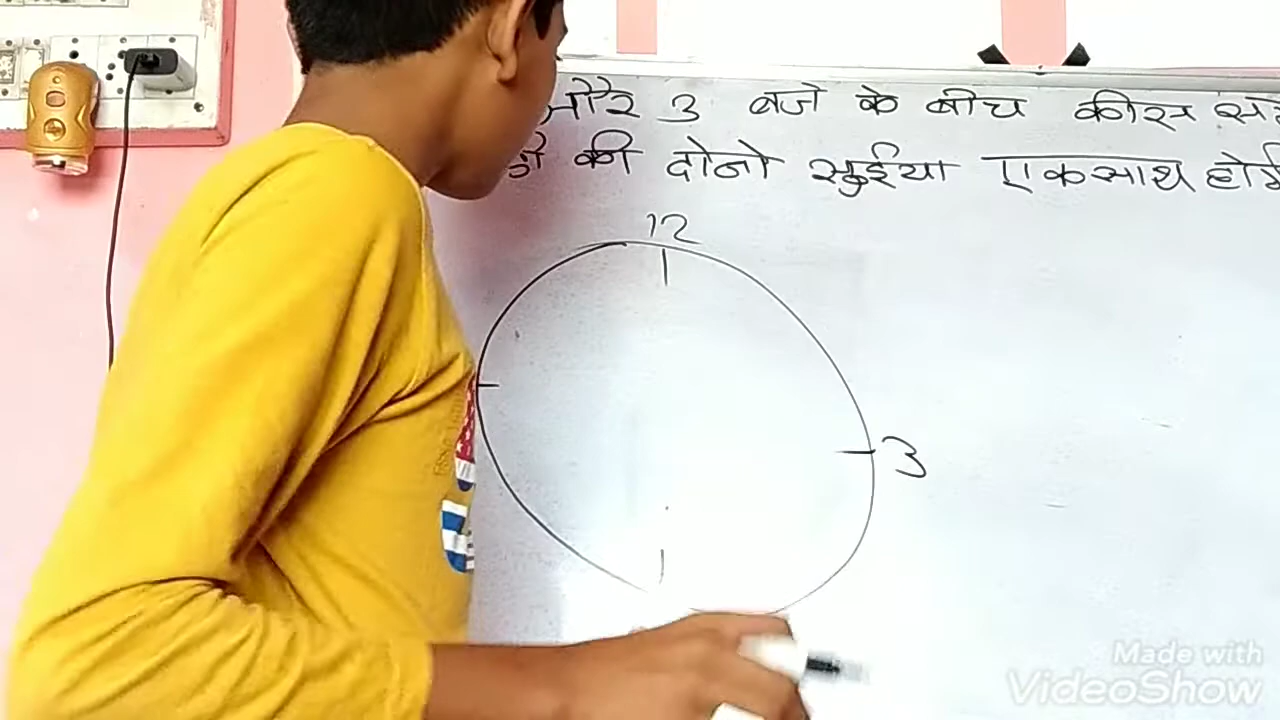 और 3 बजे के बीच कीस
की दोनो सुईया एकसाथ होगी
12
3
Made with
VideoShow